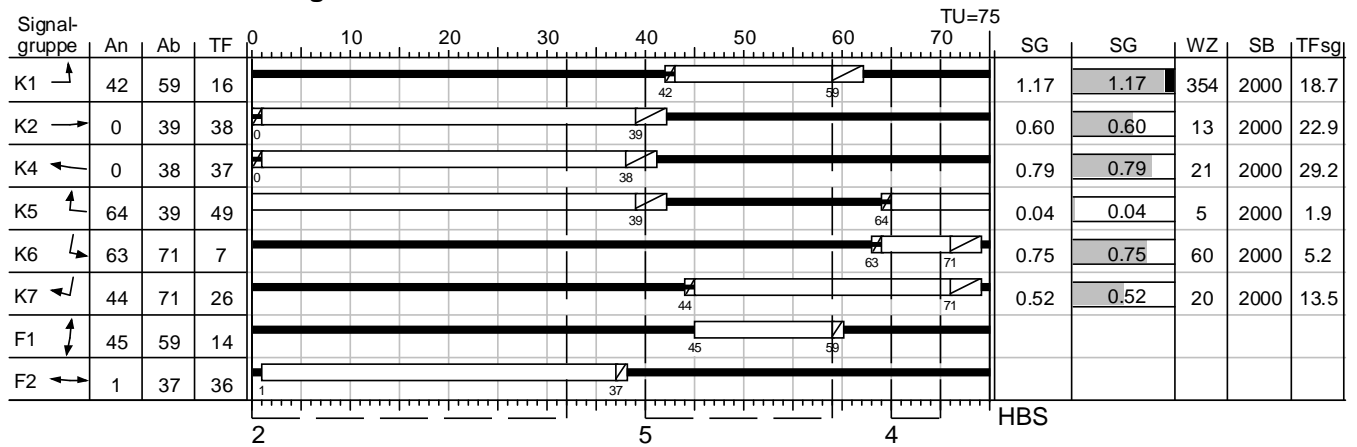 TU=75
Signal-
gruppe An Ab TF 0 10 20 30 40 50 60 70 SG SG WZ SB TFsg
K1 42 59 16 42 59 1.17 1.17 354 2000 18.7
K2 0 39 38 0 39 0.60 0.60 13 2000 22.9
K4 0 38 37 0 38 0.79 0.79 21 2000 29.2
K5 64 39 49 39 64 0.04 0.04 5 2000 1.9
K6 63 71 7 63 71 0.75 0.75 60 2000 5.2
K7 44 71 26 44 71 0.52 0.52 20 2000 13.5
F1 45 59 14 45 59
F2 1 37 36 1 37
HBS
2 5 4